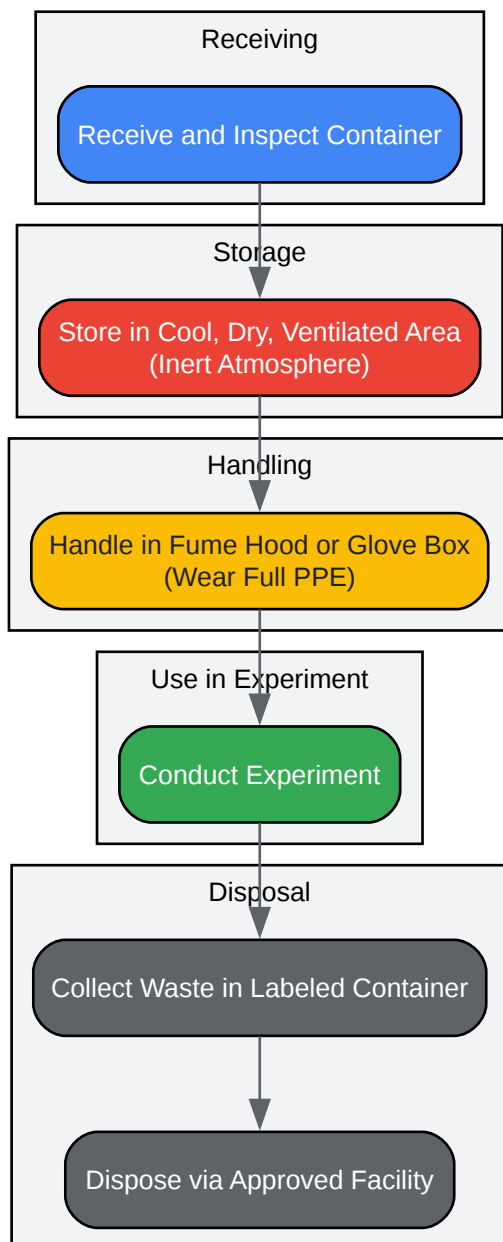 Receiving
Receive and Inspect Container
Storage
Store in Cool, Dry, Ventilated Area
(Inert Atmosphere)
Handling
Handle in Fume Hood or Glove Box
(Wear Full PPE)
Use in Experiment
Conduct Experiment
Disposal
Collect Waste in Labeled Container
Dispose via Approved Facility